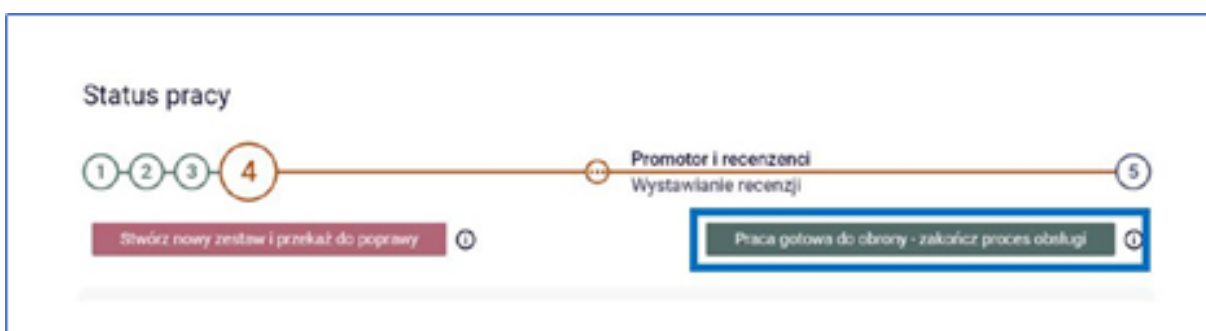 Status pracy
1 2 3 4 Promotor i recenzenci 5
Wystawianie recenzji
Stwórz nowy zestaw i przekaż do poprawy
Praca gotowa do obrony - zakończ proces obsługi